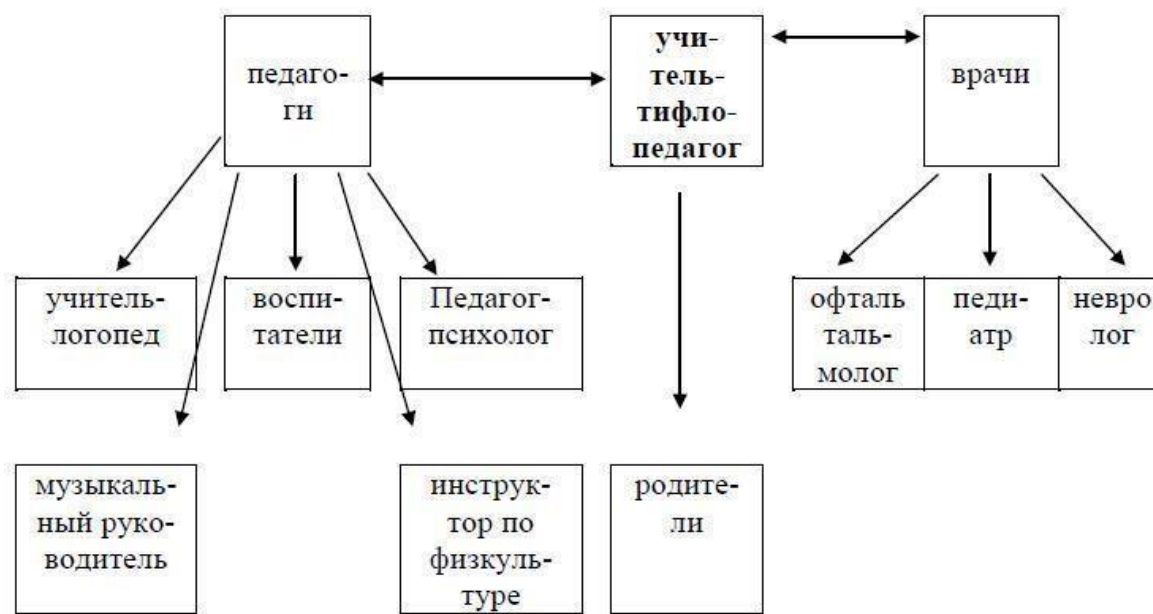 педаго-
ги
учи-
тель-
тифло-
педагог
врачи
учитель-
логопед
воспи-
татели
Педагог-
психолог
офталь
таль-
молог
педи-
атр
невро
лог
музыкаль-
ный руко-
водитель
инструк-
тор по
физкуль-
туре
родите-
ли